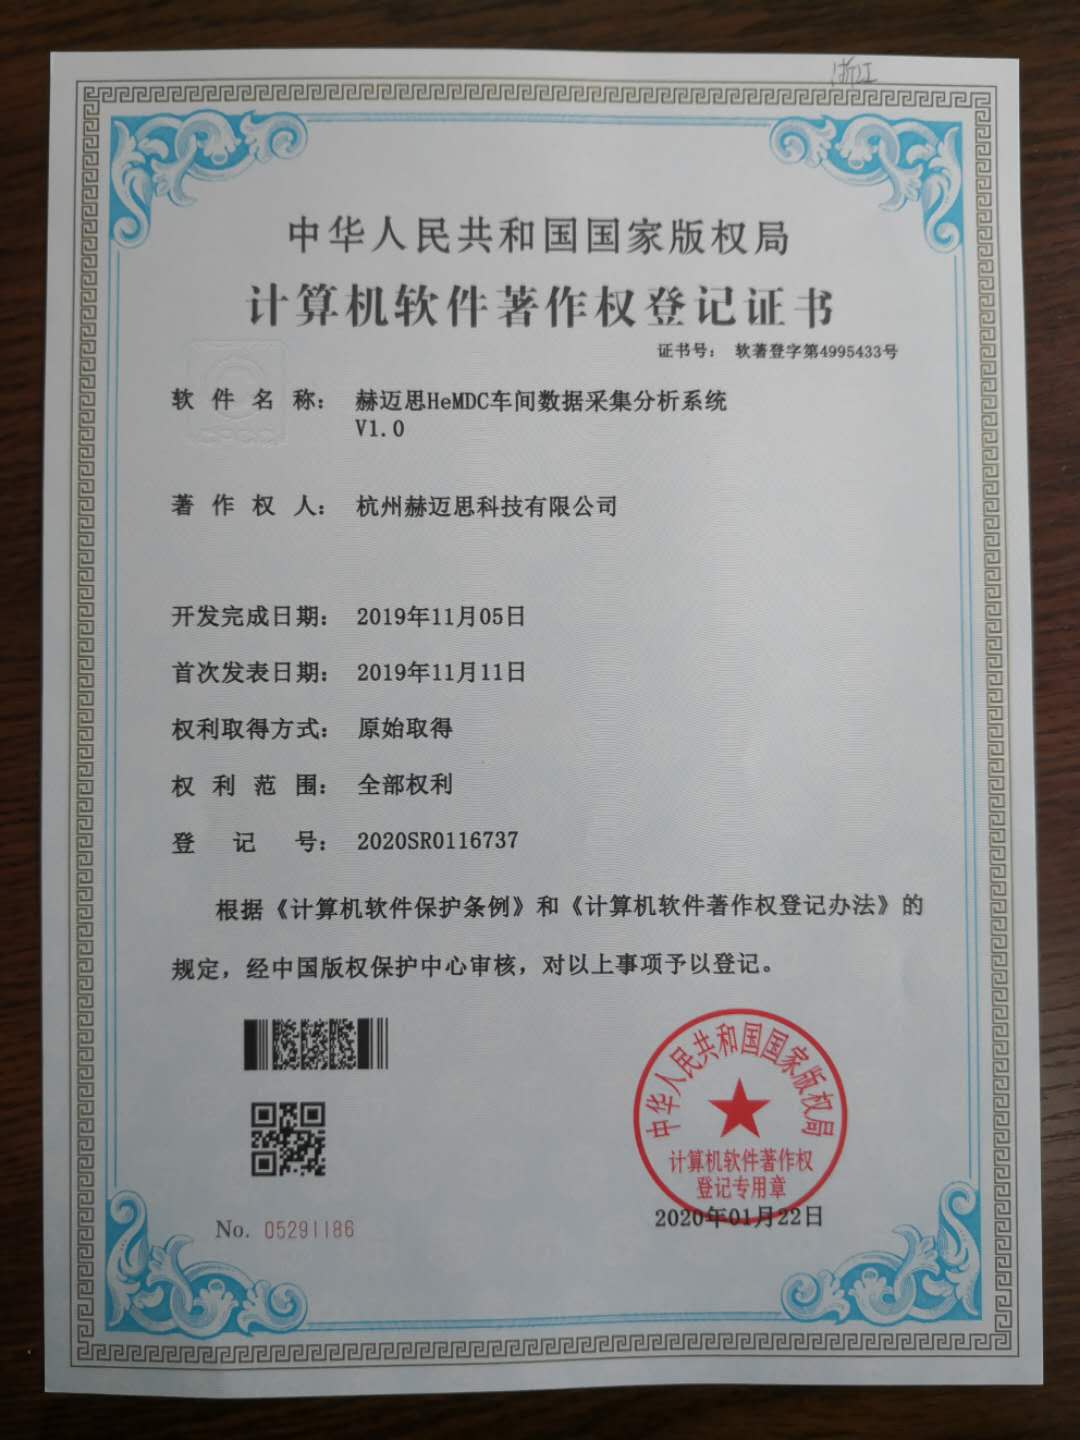 浙江
中华人民共和国国家版权局
计算机软件著作权登记证书
证书号： 软著登字第4995433号
软件名称： 赫迈思HeMDC车间数据采集分析系统
V1.0
著作权人： 杭州赫迈思科技有限公司
开发完成日期： 2019年11月05日
首次发表日期： 2019年11月11日
权利取得方式： 原始取得
权利范围： 全部权利
登记号： 2020SR0116737
根据《计算机软件保护条例》和《计算机软件著作权登记办法》的
规定，经中国版权保护中心审核，对以上事项予以登记。
中华人民共和国国家版权局
计算机软件著作权
登记专用章
2020年01月22日
No. 05291186